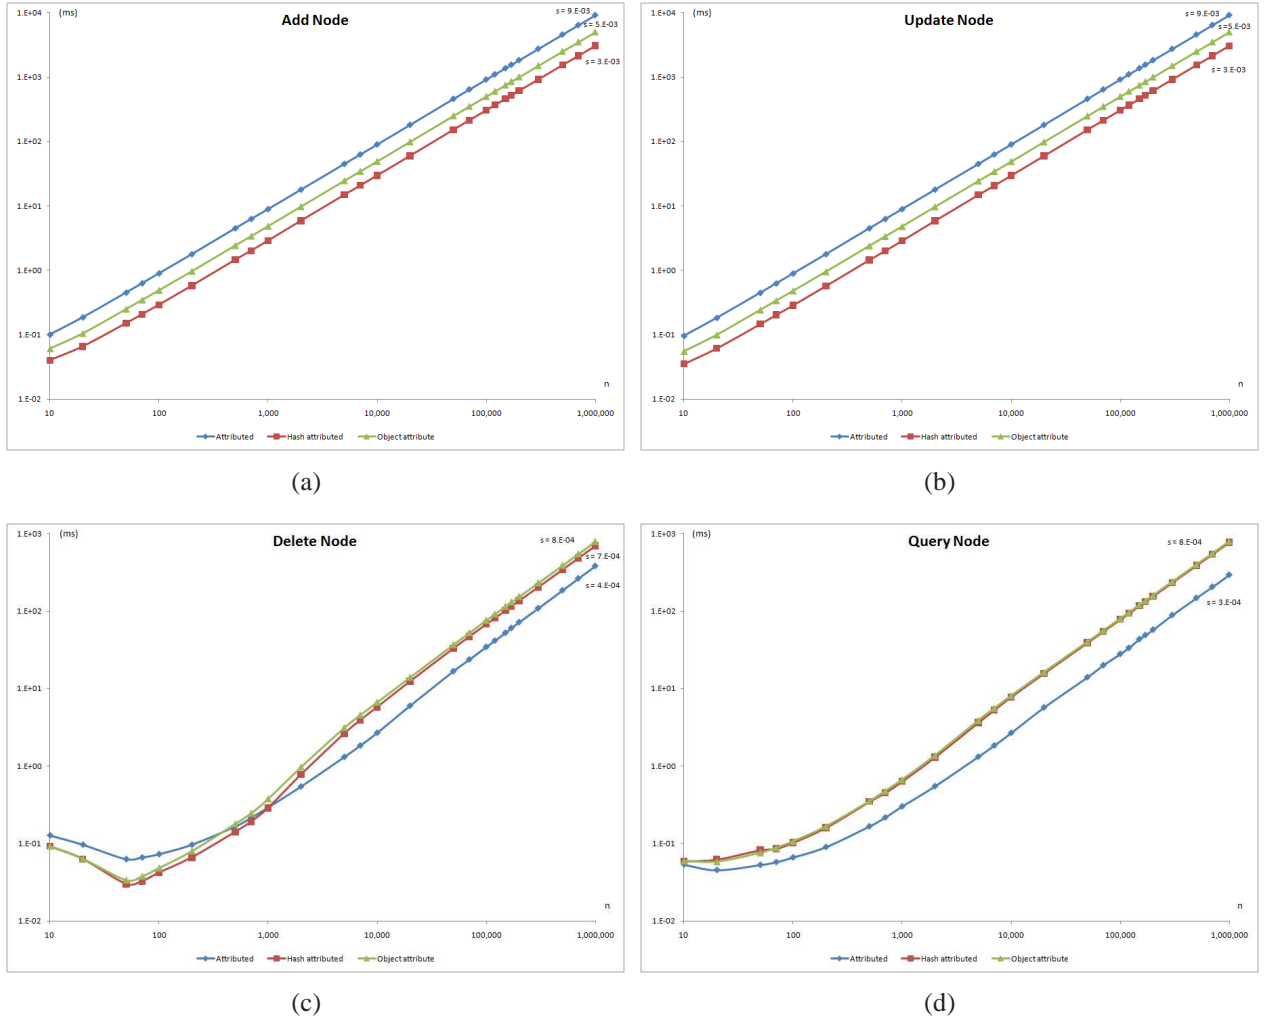 (ms)
Add Node
s = 9.E-03
s = 5.E-03
s = 3.E-03
1.E+04
1.E+03
1.E+02
1.E+01
1.E+00
1.E-01
1.E-02
n
10 100 1,000 10,000 100,000 1,000,000
Attributed Hash attributed Object attribute
(a)
(ms)
Update Node
s = 9.E-03
s =5.E-03
s = 3.E-03
1.E+04
1.E+03
1.E+02
1.E+01
1.E+00
1.E-01
1.E-02
n
10 100 1,000 10,000 100,000 1,000,000
Attributed Hash attributed Object attribute
(b)
(ms)
Delete Node
s = 8.E-04
s = 7.E-04
s = 4.E-04
1.E+03
1.E+02
1.E+01
1.E+00
1.E-01
1.E-02
n
10 100 1,000 10,000 100,000 1,000,000
Attributed Hash attributed Object attribute
(c)
(ms)
Query Node
s = 8.E-04
s = 3.E-04
1.E+03
1.E+02
1.E+01
1.E+00
1.E-01
1.E-02
n
10 100 1,000 10,000 100,000 1,000,000
Attributed Hash attributed Object attribute
(d)